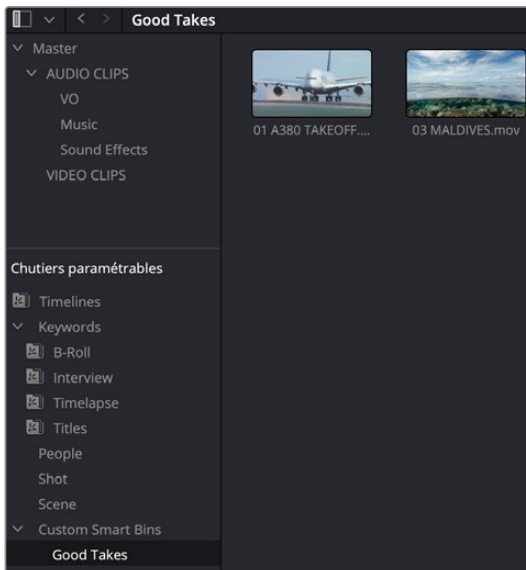 Good Takes
Master
AUDIO CLIPS
VO
Music
Sound Effects
VIDEO CLIPS
01 A380 TAKEOFF....
03 MALDIVES.mov
Chutiers paramétrables
Timelines
Keywords
B-Roll
Interview
Timelapse
Titles
People
Shot
Scene
Custom Smart Bins
Good Takes